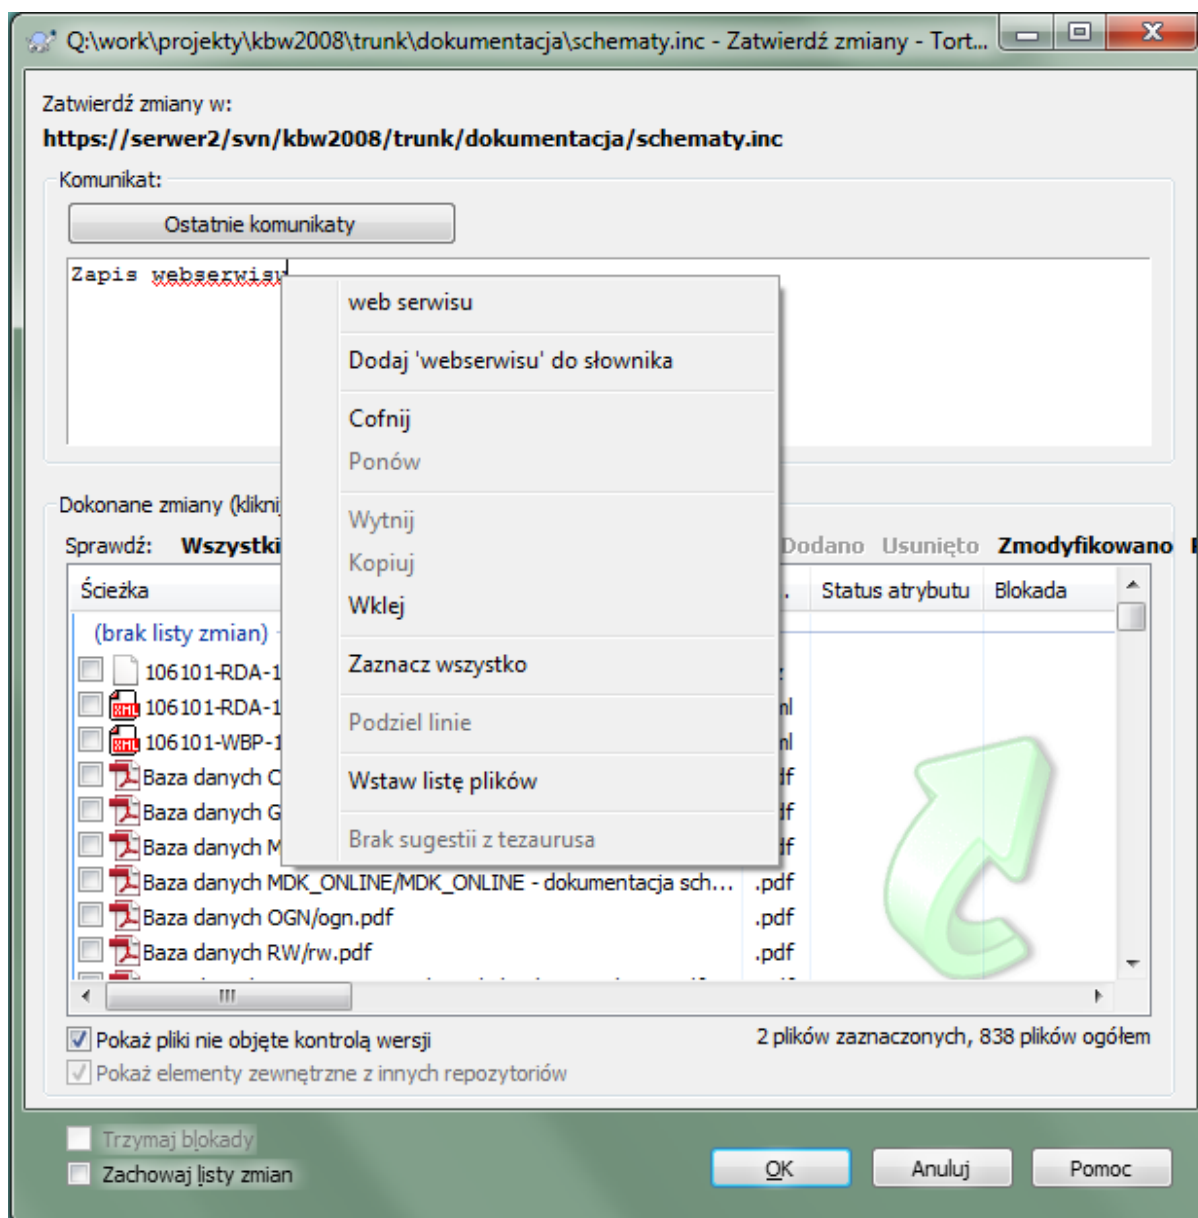 Q:\work\projekty\kbw2008\trunk\dokumentacja\schematy.inc - Zatwierdź zmiany - Tort...
Zatwierdź zmiany w:
https://serwer2/svn/kbw2008/trunk/dokumentacja/schematy.inc
Komunikat:
Ostatnie komunikaty
Zapis webserwisu
web serwisu
Dodaj 'webserwisu' do słownika
Cofnij
Ponów
Wytnij
Kopiuj
Wklej
Zaznacz wszystko
Podziel linie
Wstaw listę plików
Brak sugestii z tezaurusa
Dokonane zmiany (klikni
Sprawdź: Wszystki Dodano Usunięto Zmodyfikowano
Ścieżka . Status atrybutu Blokada
(brak listy zmian)
106101-RDA-1
106101-RDA-1 ml
106101-WBP-1 ml
Baza danych O df
Baza danych G df
Baza danych M df
Baza danych MDK_ONLINE/MDK_ONLINE - dokumentacja sch... .pdf
Baza danych OGN/ogn.pdf .pdf
Baza danych RW/rw.pdf .pdf
Pokaż pliki nie objęte kontrolą wersji 2 plików zaznaczonych, 838 plików ogółem
Pokaż elementy zewnętrzne z innych repozytoriów
Trzymaj blokady
Zachowaj listy zmian
OK Anuluj Pomoc